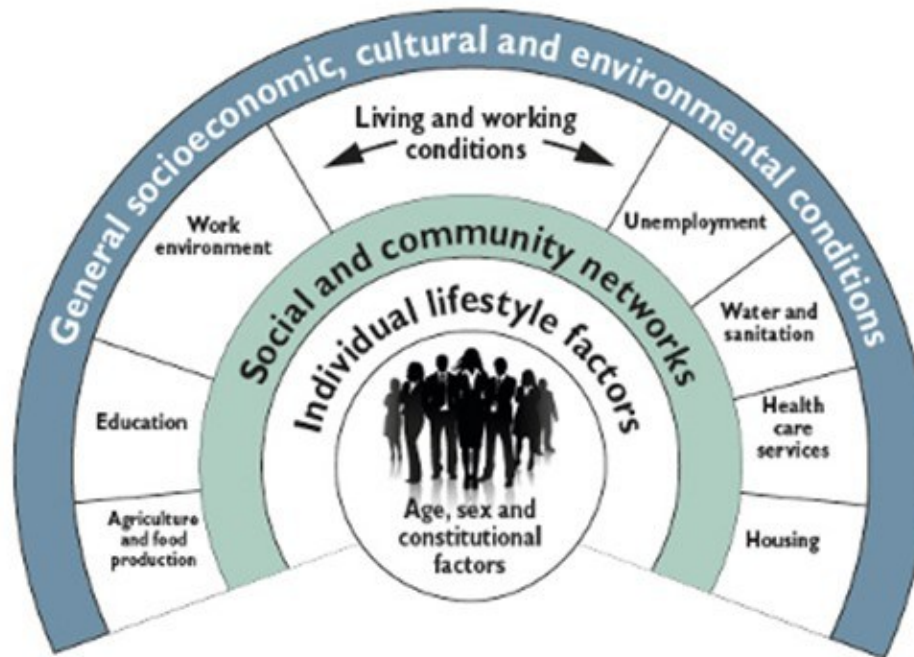 General socioeconomic, cultural and environmental conditions
Living and working
conditions
Work
environment
Unemployment
Water and
sanitation
Education
Health
care
services
Agriculture
and food
production
Housing
Social and community networks
Individual lifestyle factors
Age, sex and
constitutional
factors